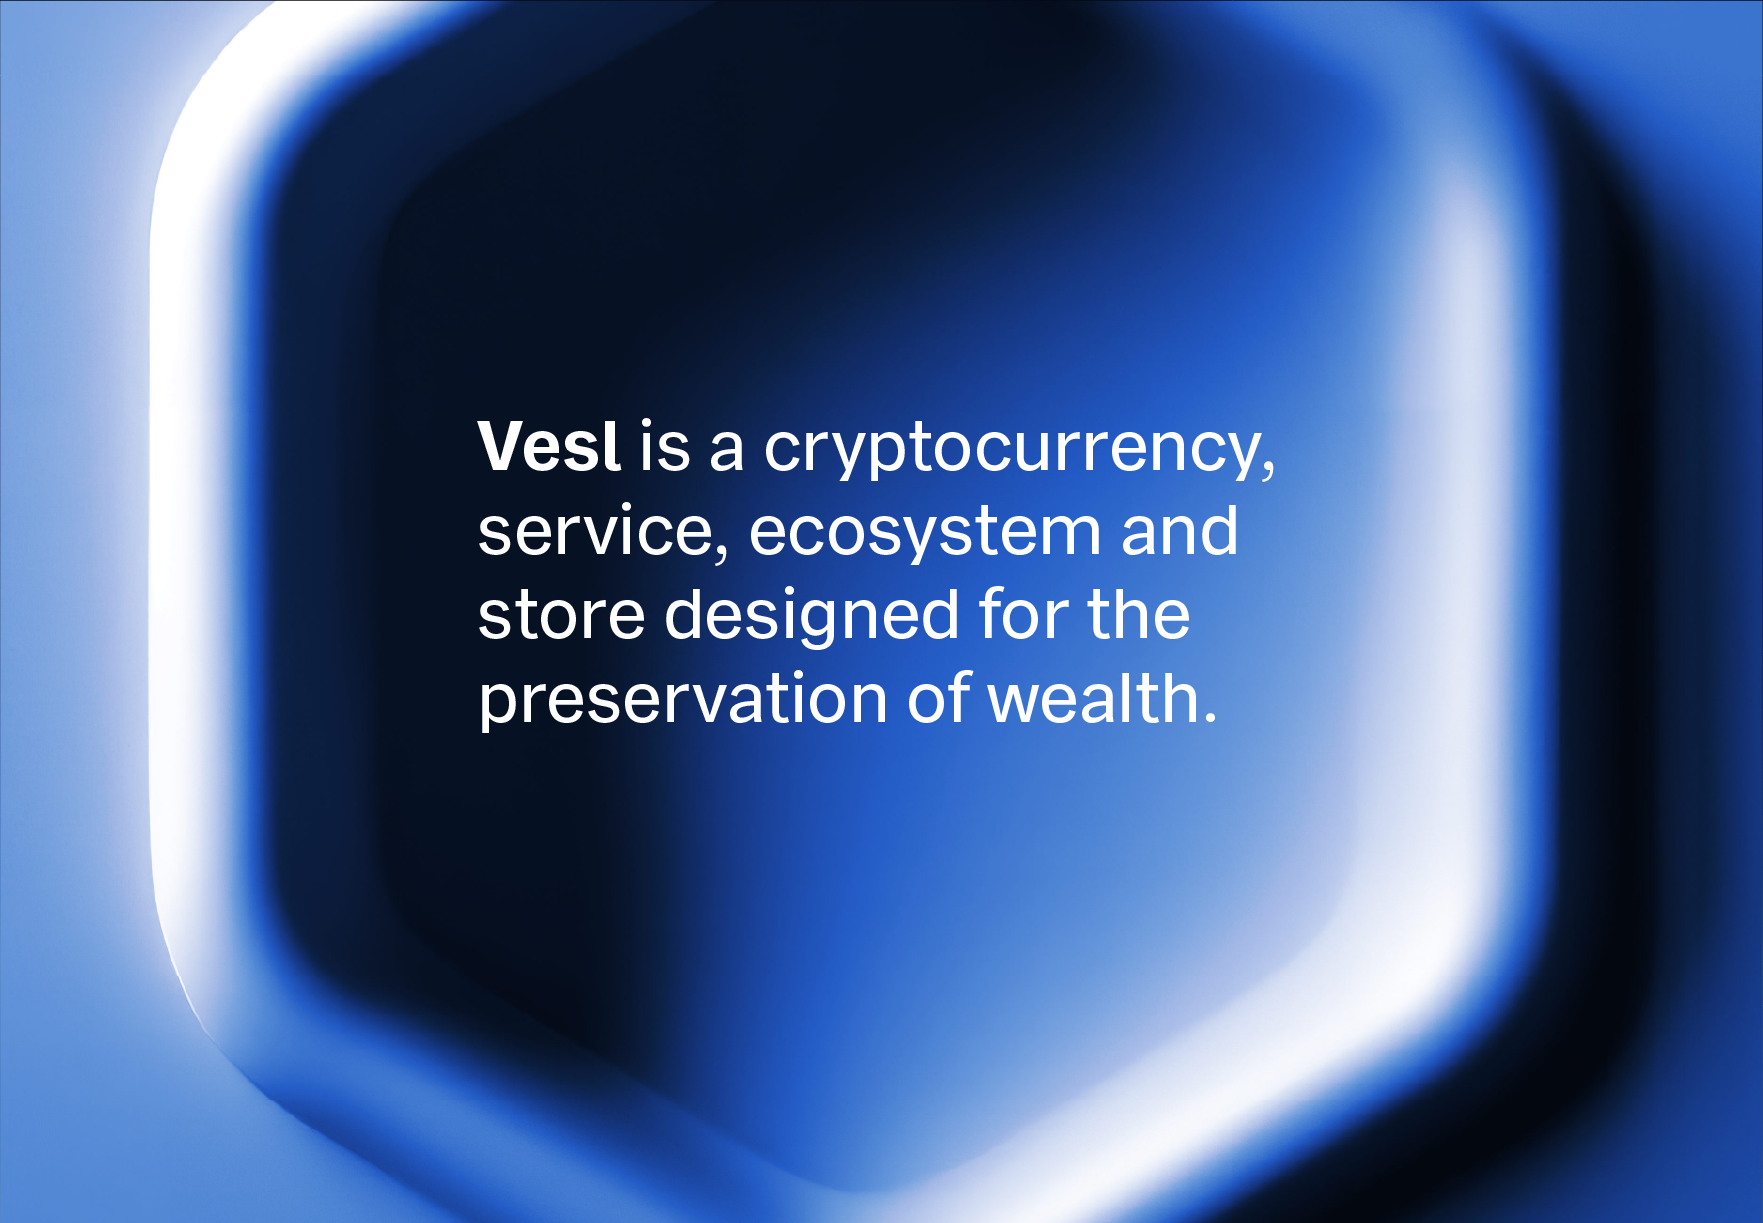 Vesl is a cryptocurrency,
service, ecosystem and
store designed for the
preservation of wealth.